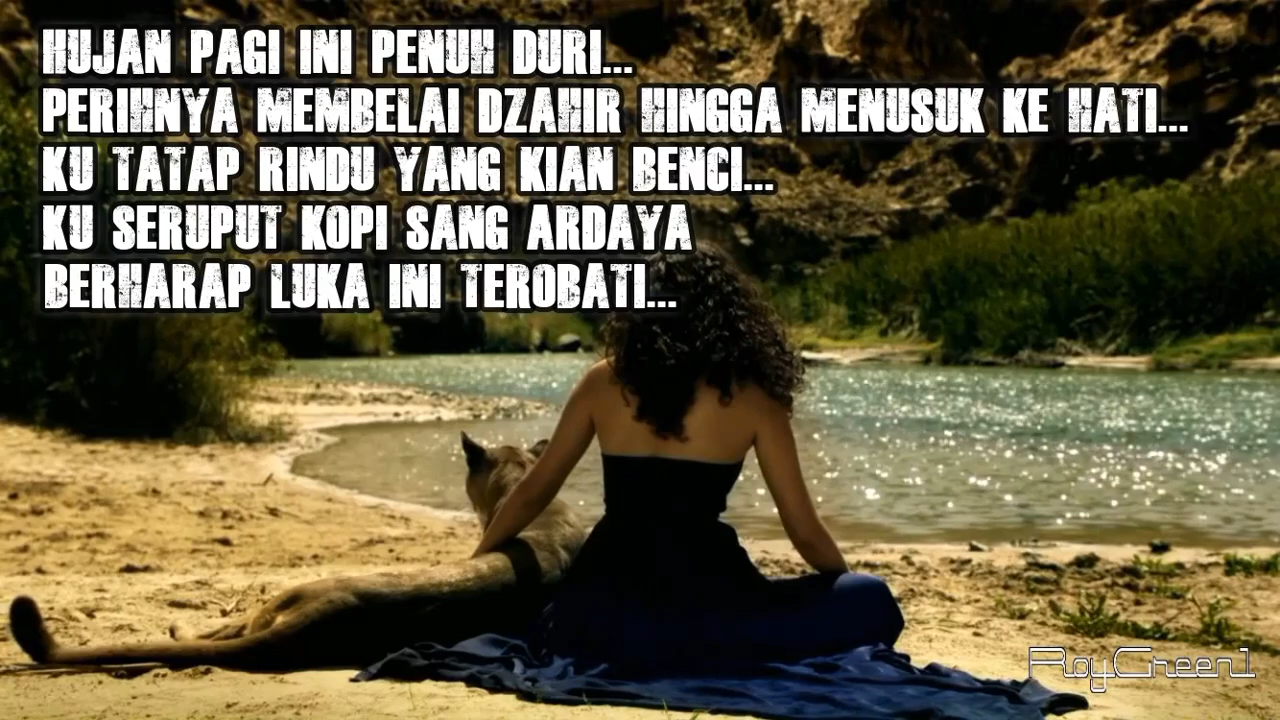 HUJAN PAGI INI PENUH DURI...
PERIHNYA MEMBELAI DZAHIR HINGGA MENUSUK KE HATI...
KU TATAP RINDU YANG KIAN BENCI...
KU SERUPUT KOPI SANG ARDAYA
BERHARAP LUKA INI TEROBATI...
RoyGreen1